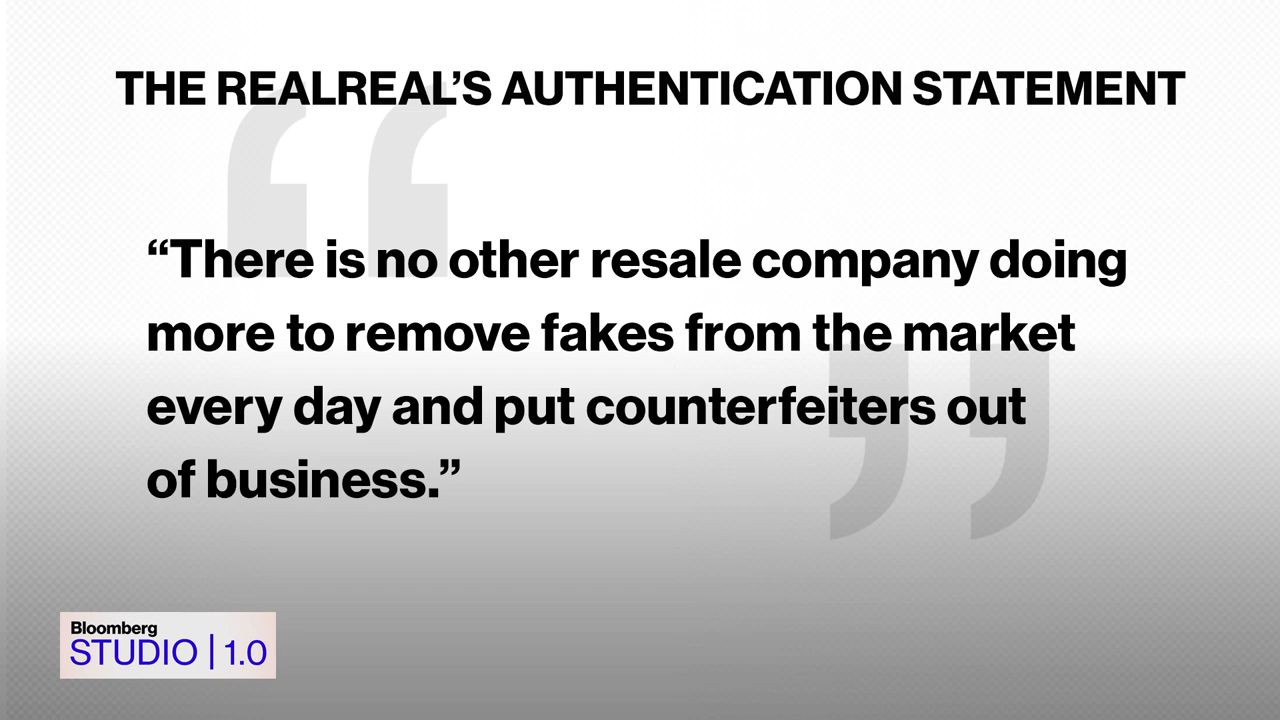 THE REALREAL’S AUTHENTICATION STATEMENT
“There is no other resale company doing
more to remove fakes from the market
every day and put counterfeiters out
of business.”
Bloomberg
STUDIO | 1.0